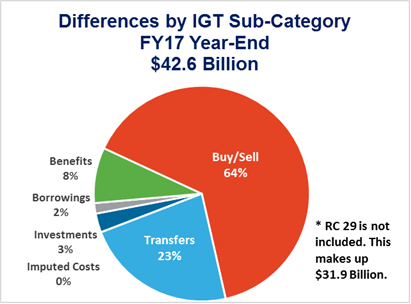 Differences by IGT Sub-Category
FY17 Year-End
$42.6 Billion
Benefits
8%
Borrowings
2%
Investments
3%
Imputed Costs
0%
Buy/Sell
64%
Transfers
23%
* RC 29 is not
included. This
makes up
$31.9 Billion.